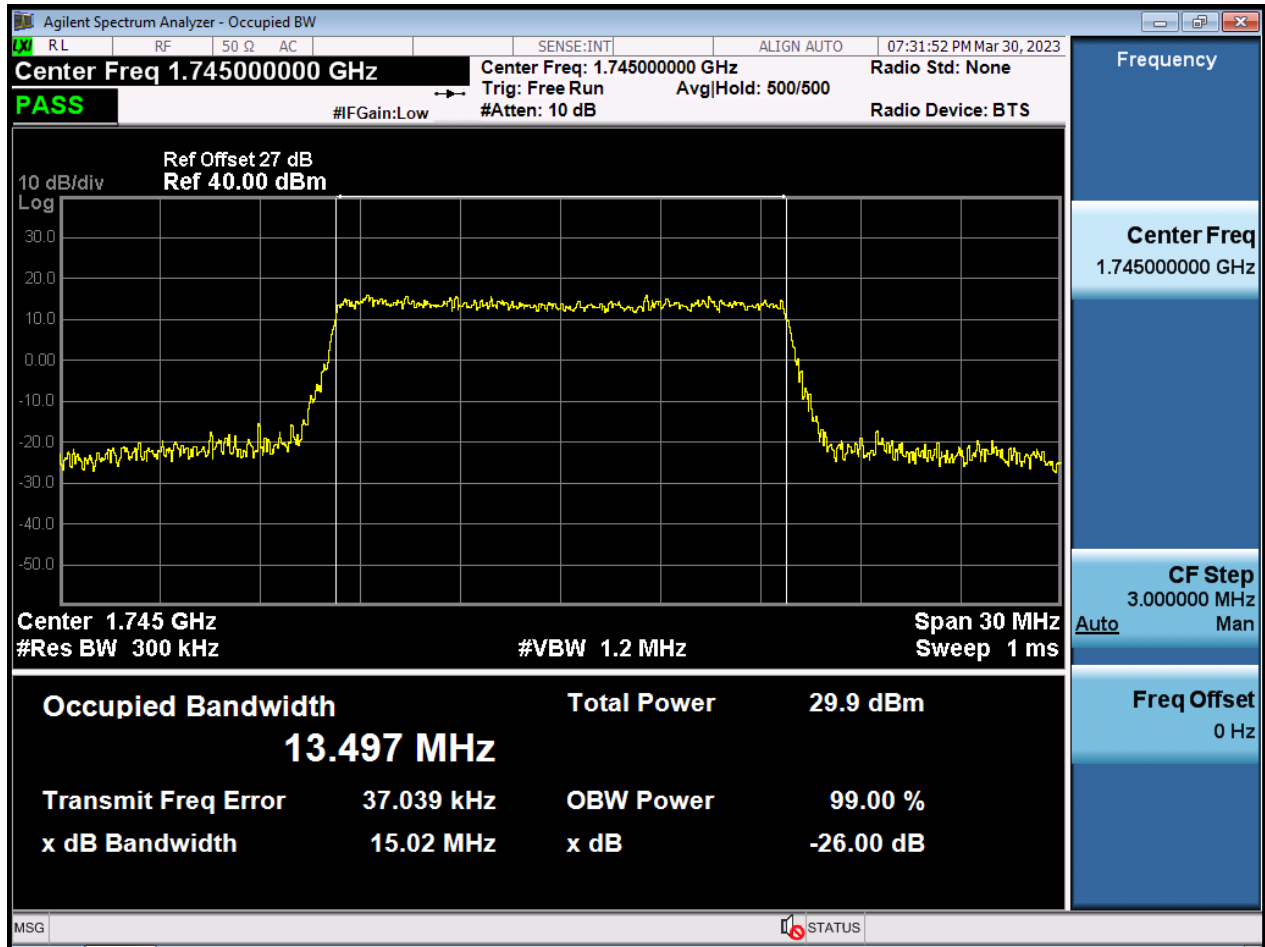 Agilent Spectrum Analyzer - Occupied BW
LXI RL RF 50 Ω AC SENSE:INT ALIGN AUTO 07:31:52 PM Mar 30, 2023
Center Freq 1.745000000 GHz
PASS
#IFGain:Low
Center Freq: 1.745000000 GHz
Trig: Free Run Avg|Hold: 500/500
#Atten: 10 dB
Radio Std: None
Radio Device: BTS
Ref Offset 27 dB
10 dB/div Ref 40.00 dBm
Log
30.0
20.0
10.0
0.00
-10.0
-20.0
-30.0
-40.0
-50.0
Center 1.745 GHz Span 30 MHz
#Res BW 300 kHz #VBW 1.2 MHz Sweep 1 ms
Occupied Bandwidth Total Power 29.9 dBm
13.497 MHz
Transmit Freq Error 37.039 kHz OBW Power 99.00 %
x dB Bandwidth 15.02 MHz x dB -26.00 dB
Frequency
Center Freq
1.745000000 GHz
CF Step
3.000000 MHz
Auto Man
Freq Offset
0 Hz
MSG STATUS